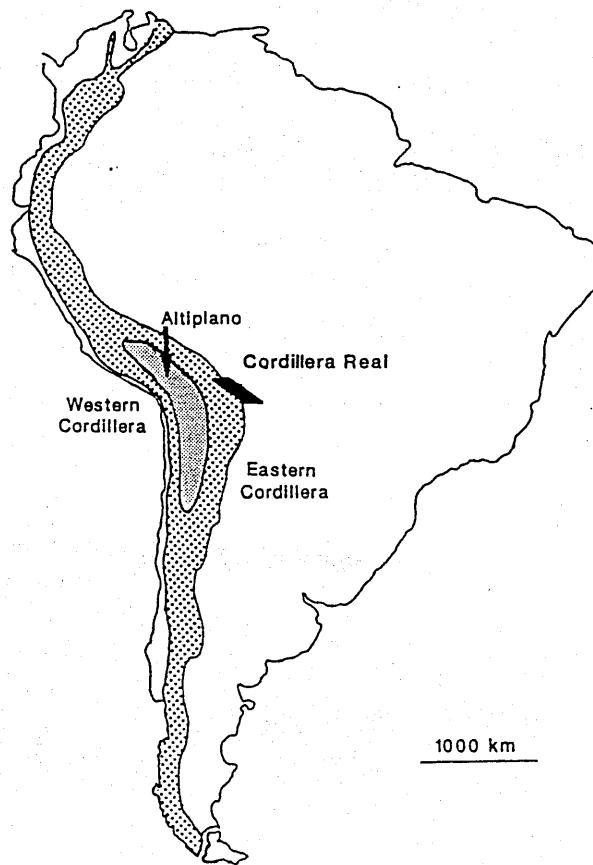 Altiplano
Cordillera Real
Western
Cordillera
Eastern
Cordillera
1000 km